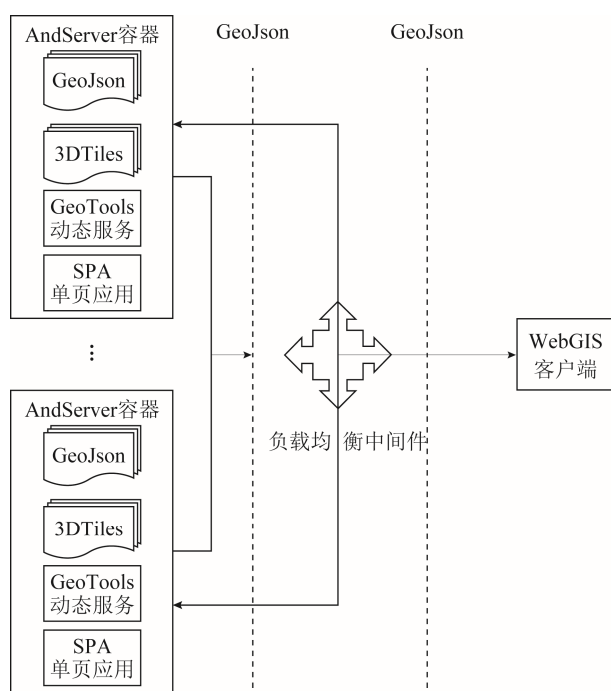 AndServer容器
GeoJson
3DTiles
GeoTools
动态服务
SPA
单页应用
⋮
AndServer容器
GeoJson
3DTiles
GeoTools
动态服务
SPA
单页应用
GeoJson
GeoJson
负载均衡中间件
WebGIS
客户端